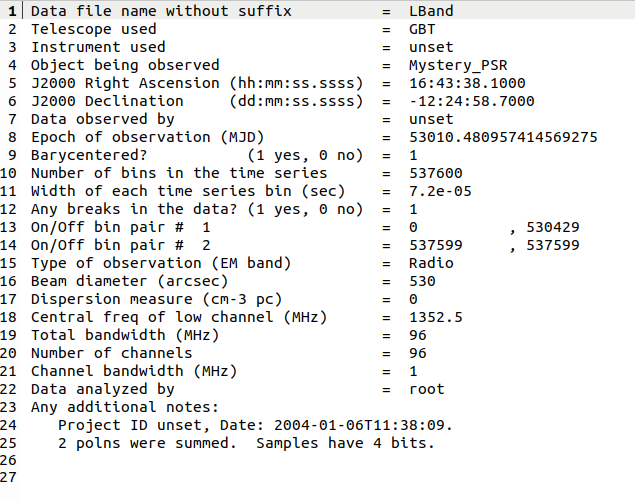 1 Data file name without suffix = LBand
2 Telescope used = GBT
3 Instrument used = unset
4 Object being observed = Mystery_PSR
5 J2000 Right Ascension (hh:mm:ss.ssss) = 16:43:38.1000
6 J2000 Declination (dd:mm:ss.ssss) = -12:24:58.7000
7 Data observed by = unset
8 Epoch of observation (MJD) = 53010.480957414569275
9 Barycentered? (1 yes, 0 no) = 1
10 Number of bins in the time series = 537600
11 Width of each time series bin (sec) = 7.2e-05
12 Any breaks in the data? (1 yes, 0 no) = 1
13 On/Off bin pair # 1 = 0 , 530429
14 On/Off bin pair # 2 = 537599 , 537599
15 Type of observation (EM band) = Radio
16 Beam diameter (arcsec) = 530
17 Dispersion measure (cm-3 pc) = 0
18 Central freq of low channel (MHz) = 1352.5
19 Total bandwidth (MHz) = 96
20 Number of channels = 96
21 Channel bandwidth (MHz) = 1
22 Data analyzed by = root
23 Any additional notes:
24 Project ID unset, Date: 2004-01-06T11:38:09.
25 2 polns were summed. Samples have 4 bits.
26
27